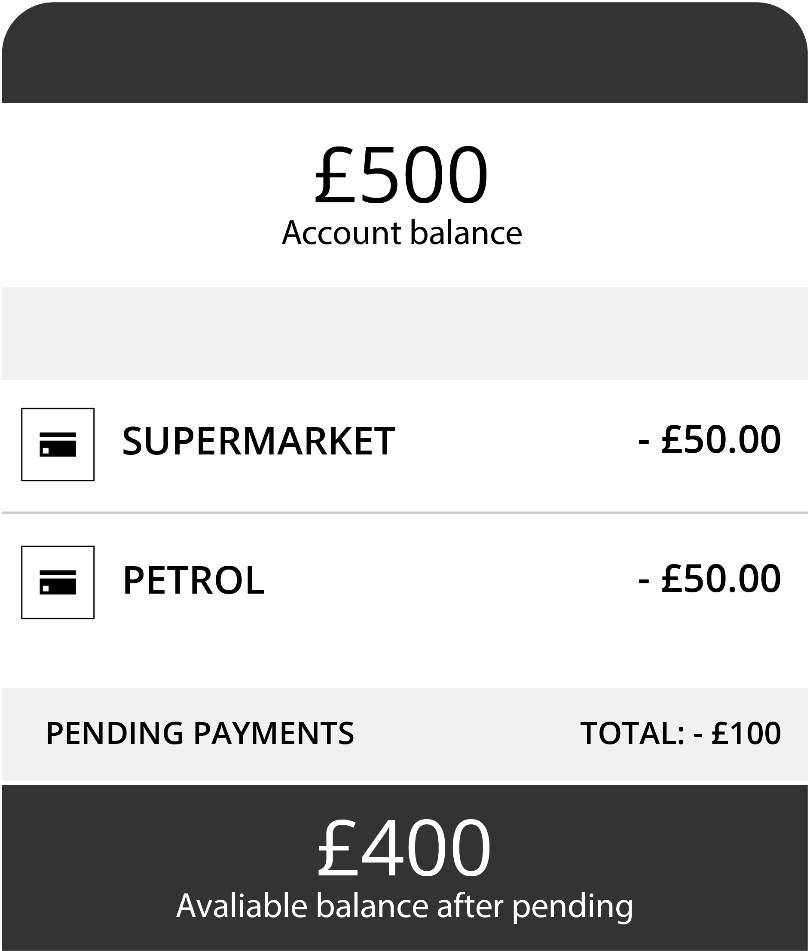 £500
Account balance
SUPERMARKET - £50.00
PETROL - £50.00
PENDING PAYMENTS TOTAL: - £100
£400
Avaliable balance after pending